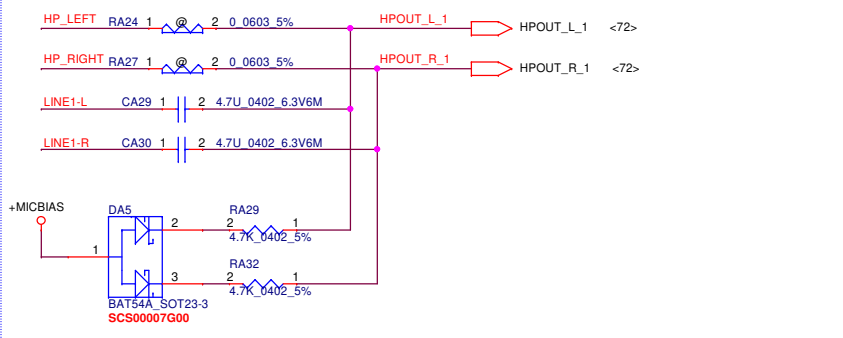 HP_LEFT RA24 1 @ 2 0_0603_5% HPOUT_L_1 HPOUT_L_1 <72>
HP_RIGHT RA27 1 @ 2 0_0603_5% HPOUT_R_1 HPOUT_R_1 <72>
LINE1-L CA29 1 2 4.7U_0402_6.3V6M
LINE1-R CA30 1 2 4.7U_0402_6.3V6M
+MICBIAS DA5 RA29
2 2 1
4.7K_0402_5%
1
RA32
3 2 1
4.7K_0402_5%
BAT54A_SOT23-3
SCS00007G00